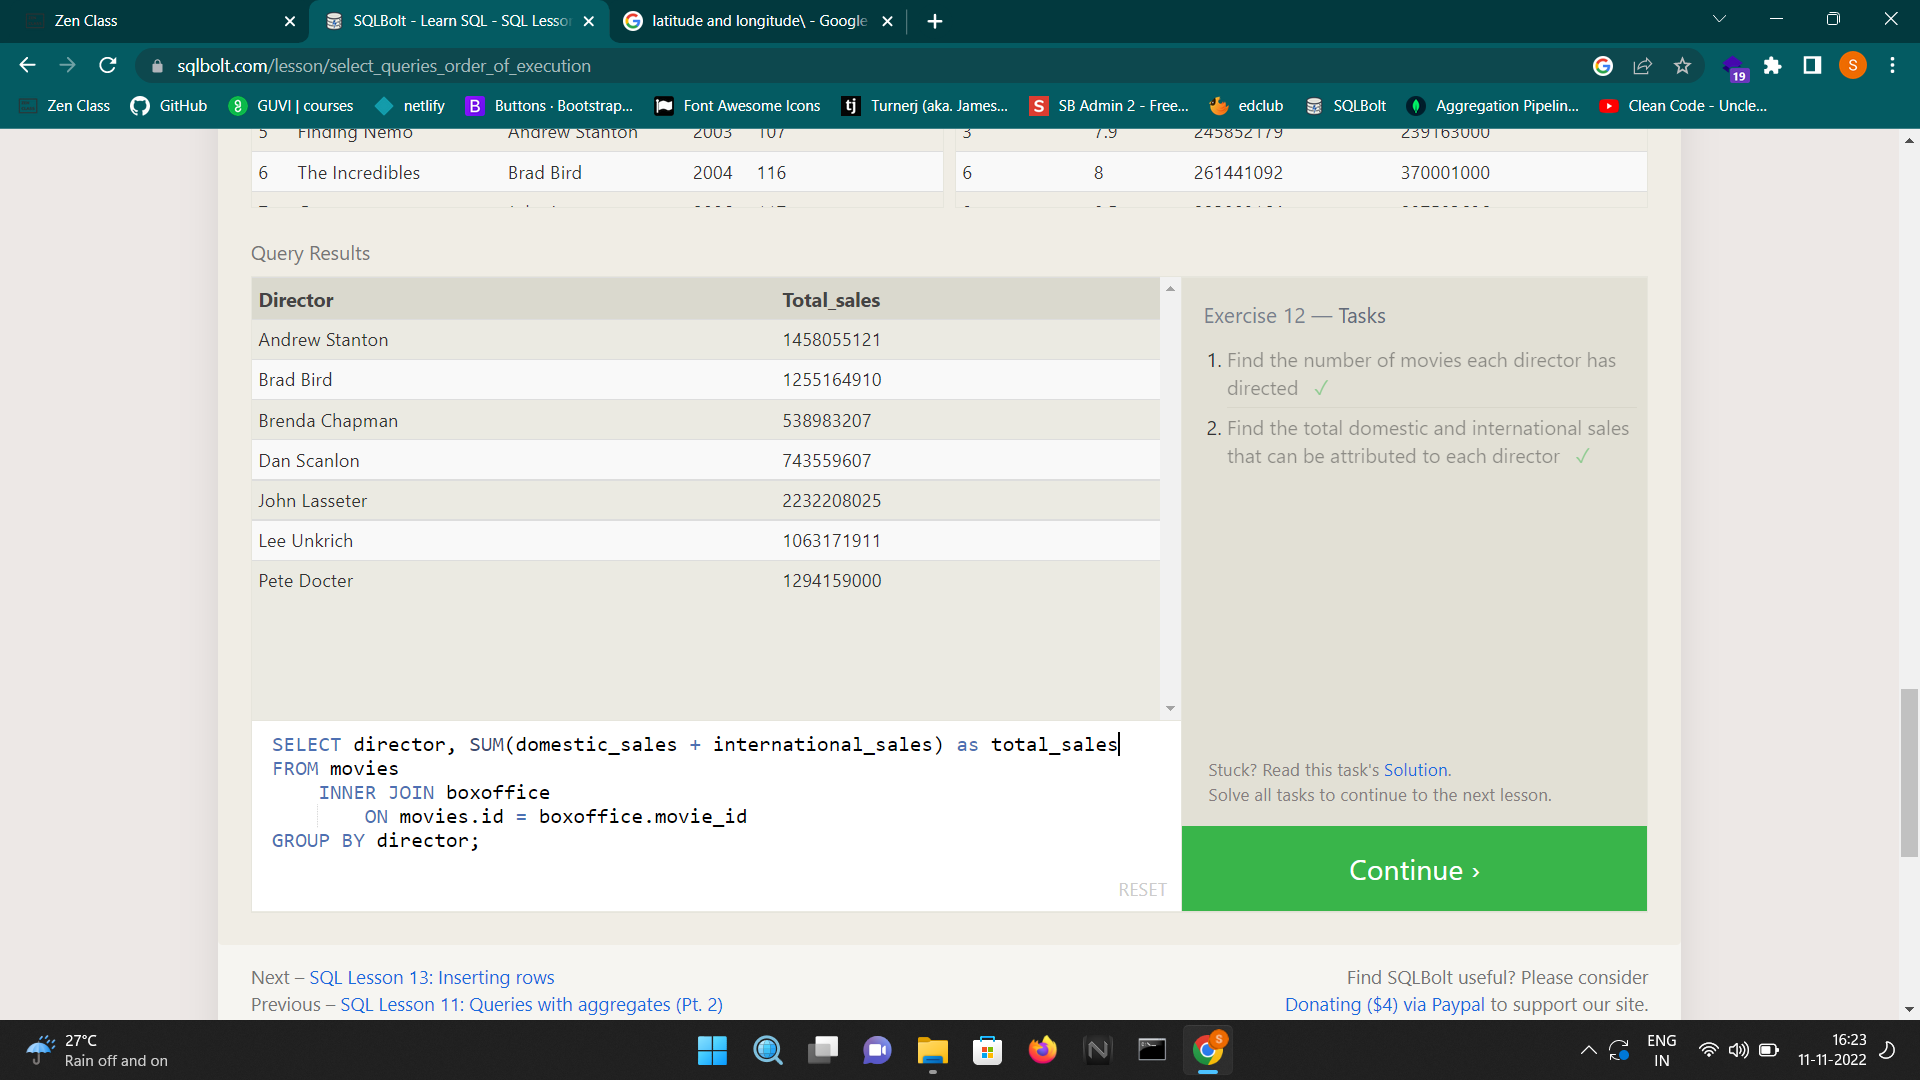 Zen Class
SQLBolt - Learn SQL - SQL Lesson
latitude and longitude\ - Google
sqlbolt.com/lesson/select_queries_order_of_execution
19
S
Zen Class
GitHub
GUVI | courses
netlify
B Buttons · Bootstrap...
Font Awesome Icons
tj Turnerj (aka. James...
S SB Admin 2 - Free...
edclub
SQLBolt
Aggregation Pipelin...
Clean Code - Uncle...
5 Finding Nemo Andrew Stanton 2003 107
3 7.9 245852179 239163000
6 The Incredibles Brad Bird 2004 116
6 8 261441092 370001000
Query Results
Director Total_sales
Andrew Stanton 1458055121
Brad Bird 1255164910
Brenda Chapman 538983207
Dan Scanlon 743559607
John Lasseter 2232208025
Lee Unkrich 1063171911
Pete Docter 1294159000
Exercise 12 — Tasks
1. Find the number of movies each director has
directed ✓
2. Find the total domestic and international sales
that can be attributed to each director ✓
SELECT director, SUM(domestic_sales + international_sales) as total_sales
FROM movies
INNER JOIN boxoffice
ON movies.id = boxoffice.movie_id
GROUP BY director;
RESET
Stuck? Read this task's Solution.
Solve all tasks to continue to the next lesson.
Continue ›
Next – SQL Lesson 13: Inserting rows
Previous – SQL Lesson 11: Queries with aggregates (Pt. 2)
Find SQLBolt useful? Please consider
Donating ($4) via Paypal to support our site.
27°C
Rain off and on
S
ENG
IN
16:23
11-11-2022